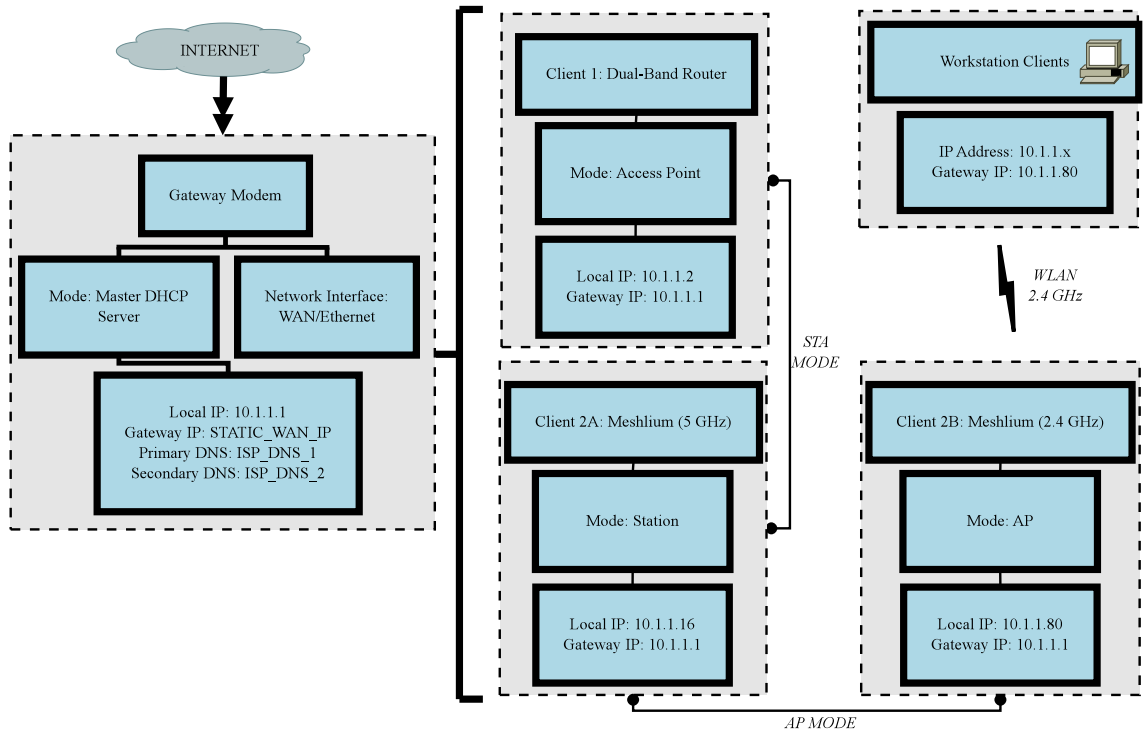 INTERNET
Gateway Modem
Mode: Master DHCP
Server
Network Interface:
WAN/Ethernet
Local IP: 10.1.1.1
Gateway IP: STATIC_WAN_IP
Primary DNS: ISP_DNS_1
Secondary DNS: ISP_DNS_2
Client 1: Dual-Band Router
Mode: Access Point
Local IP: 10.1.1.2
Gateway IP: 10.1.1.1
STA
MODE
Client 2A: Meshlium (5 GHz)
Mode: Station
Local IP: 10.1.1.16
Gateway IP: 10.1.1.1
Workstation Clients
IP Address: 10.1.1.x
Gateway IP: 10.1.1.80
WLAN
2.4 GHz
Client 2B: Meshlium (2.4 GHz)
Mode: AP
Local IP: 10.1.1.80
Gateway IP: 10.1.1.1
AP MODE